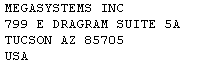 MEGASYSTEMS INC
799 E DRAGRAM SUITE 5A
TUCSON AZ 85705
USA